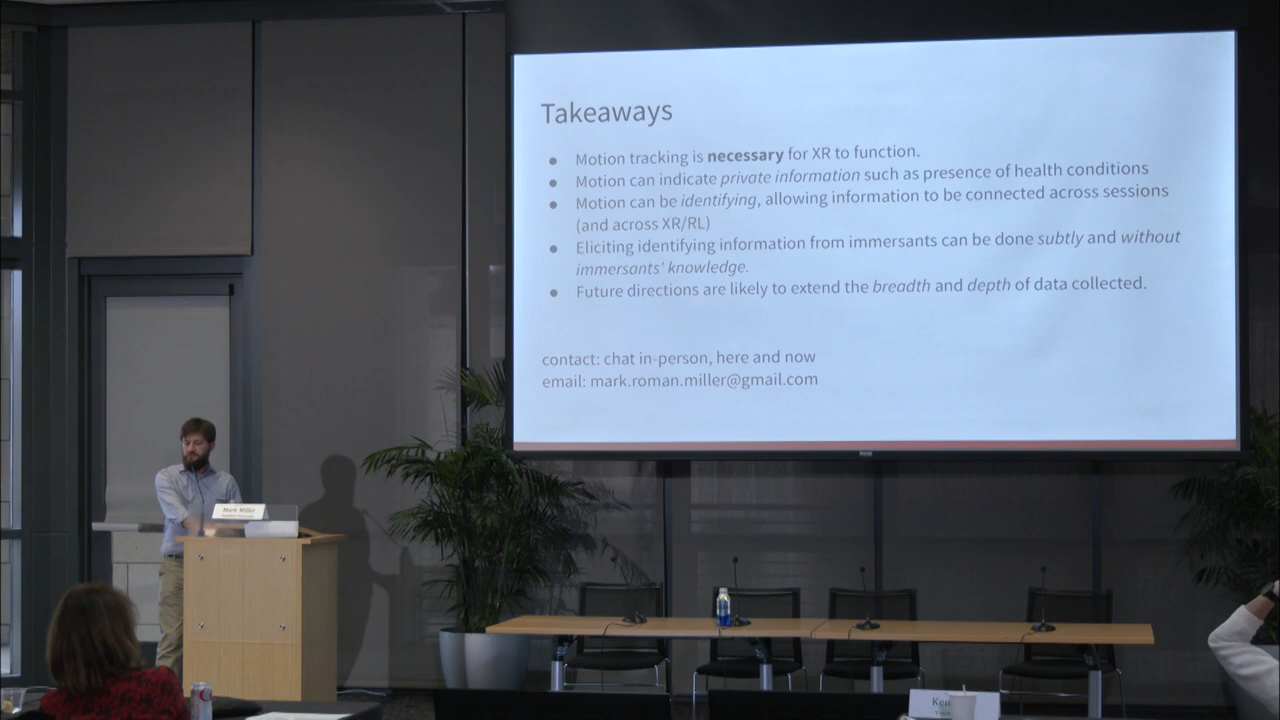 Takeaways
● Motion tracking is necessary for XR to function.
● Motion can indicate private information such as presence of health conditions
● Motion can be identifying, allowing information to be connected across sessions
(and across XR/RL)
● Eliciting identifying information from immersants can be done subtly and without
immersants' knowledge.
● Future directions are likely to extend the breadth and depth of data collected.
contact: chat in-person, here and now
email: mark.roman.miller@gmail.com
Mark Miller
Ken